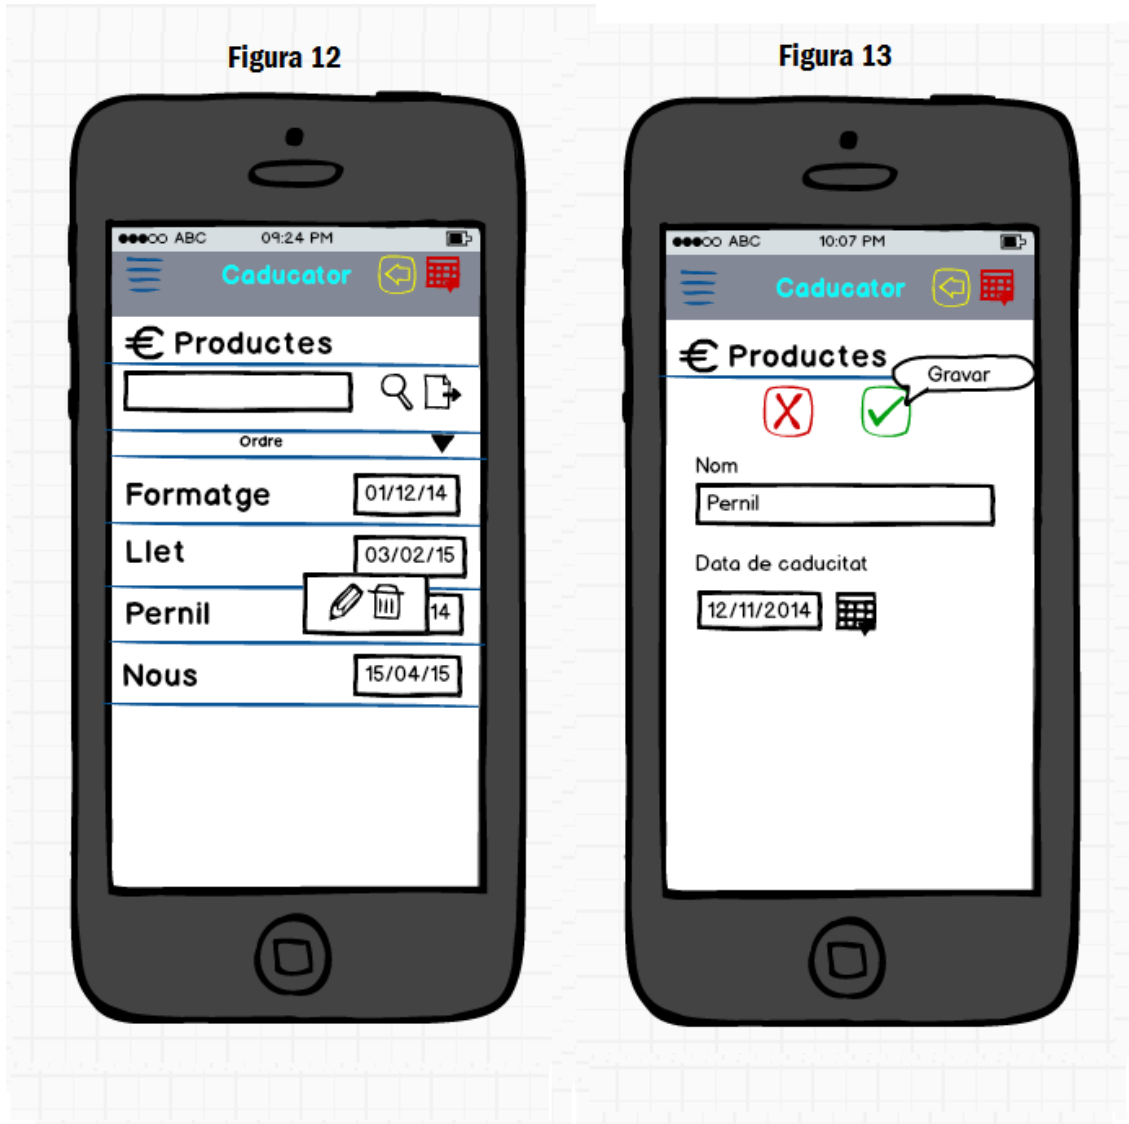 Figura 12
ABC 09:24 PM
Caducator
€ Productes
Ordre
Formatge 01/12/14
Llet 03/02/15
Pernil 14
Nous 15/04/15
Figura 13
ABC 10:07 PM
Caducator
€ Productes
Gravar
Nom
Pernil
Data de caducitat
12/11/2014